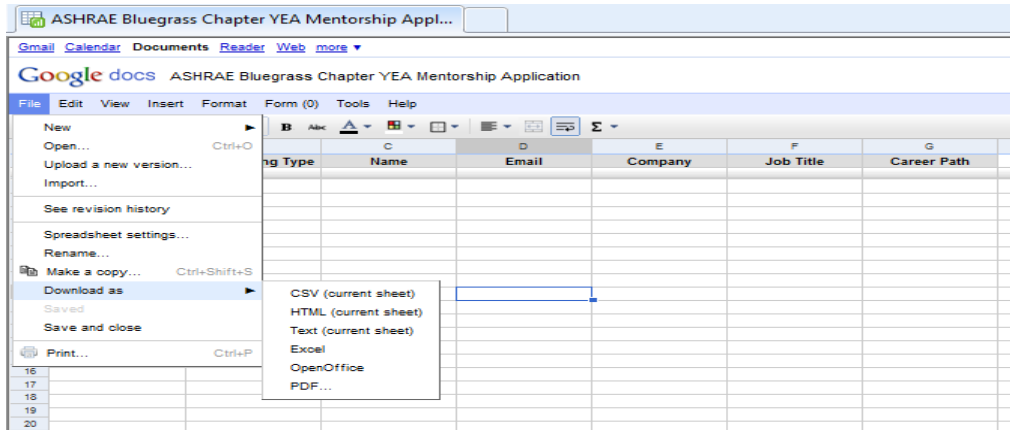 ASHRAE Bluegrass Chapter YEA Mentorship Appl...
Gmail Calendar Documents Reader Web more ▼
Google docs ASHRAE Bluegrass Chapter YEA Mentorship Application
File Edit View Insert Format Form (0) Tools Help
B Abc A Σ
New ►
Open... Ctrl+O
Upload a new version...
Import...
See revision history
Spreadsheet settings...
Rename...
Make a copy... Ctrl+Shift+S
Download as ►
Saved
Save and close
Print... Ctrl+P
CSV (current sheet)
HTML (current sheet)
Text (current sheet)
Excel
OpenOffice
PDF...
C D E F G
ng Type Name Email Company Job Title Career Path
16
17
18
19
20